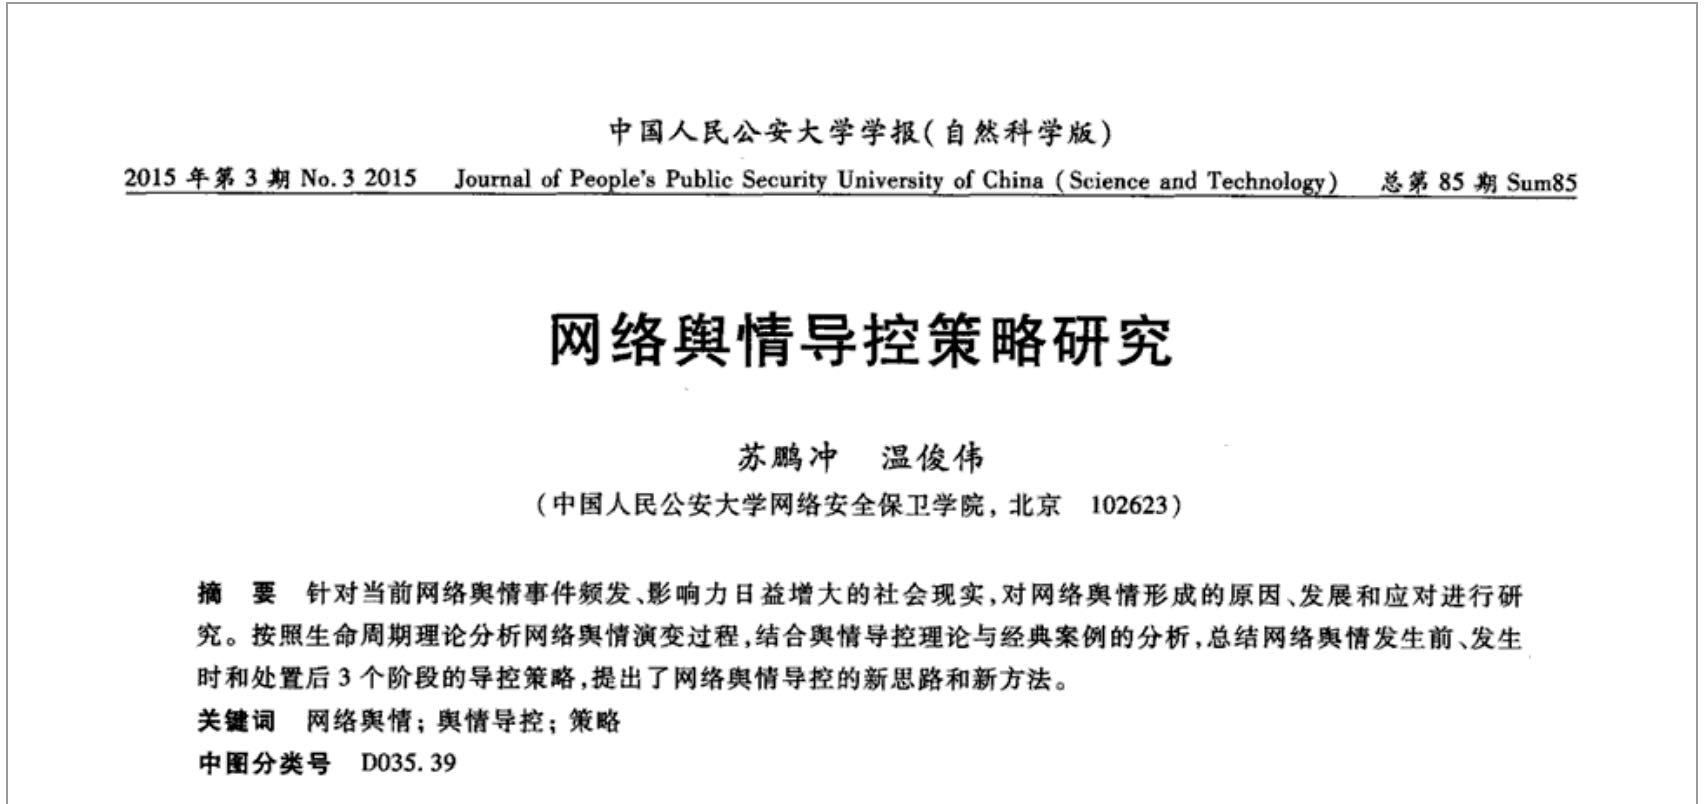 中国人民公安大学学报(自然科学版)
2015 年第 3 期 No. 3 2015 Journal of People's Public Security University of China (Science and Technology) 总第 85 期 Sum85
网络舆情导控策略研究
苏鹏冲 温俊伟
(中国人民公安大学网络安全保卫学院, 北京 102623)
摘 要 针对当前网络舆情事件频发、影响力日益增大的社会现实,对网络舆情形成的原因、发展和应对进行研
究。按照生命周期理论分析网络舆情演变过程,结合舆情导控理论与经典案例的分析,总结网络舆情发生前、发生
时和处置后 3 个阶段的导控策略,提出了网络舆情导控的新思路和新方法。
关键词 网络舆情; 舆情导控; 策略
中图分类号 D035. 39